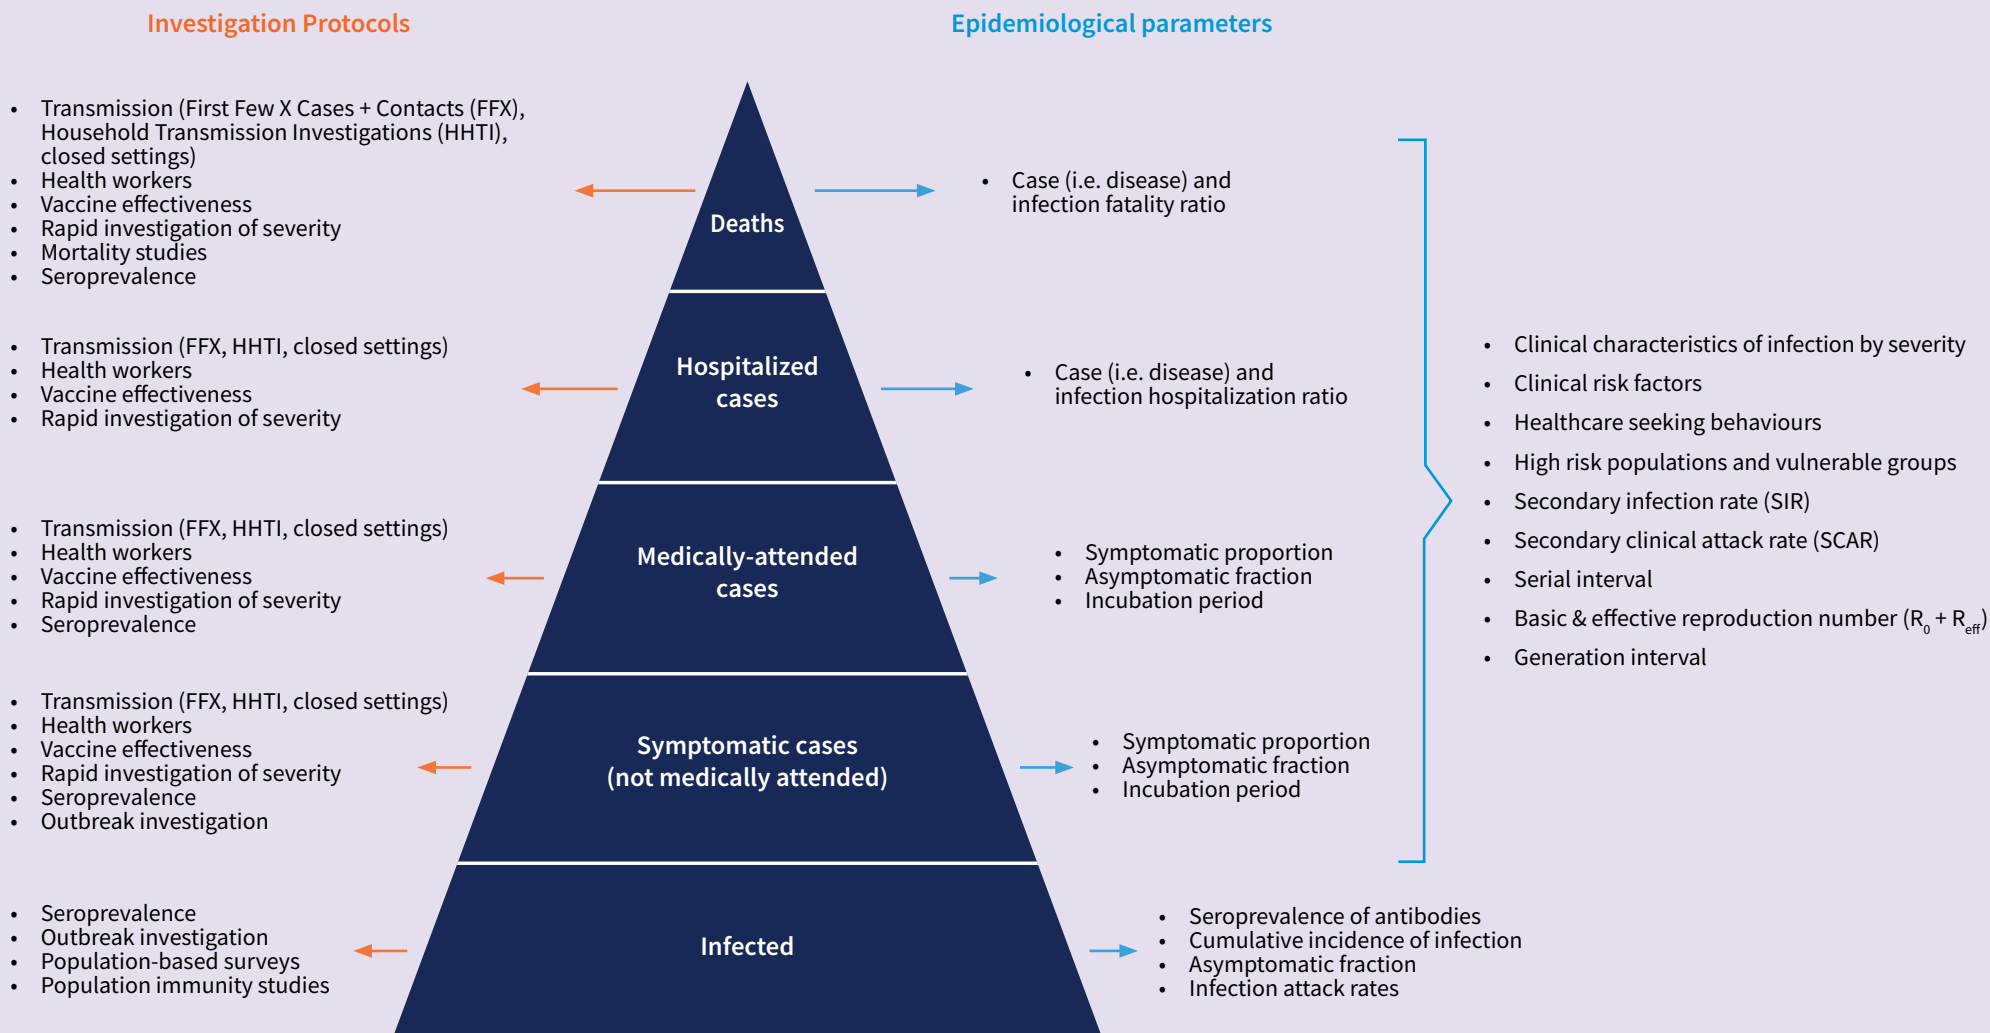 Investigation Protocols
Epidemiological parameters
• Transmission (First Few X Cases + Contacts (FFX),
Household Transmission Investigations (HHTI),
closed settings)
• Health workers
• Vaccine effectiveness
• Rapid investigation of severity
• Mortality studies
• Seroprevalence
Deaths
• Case (i.e. disease) and
infection fatality ratio
• Transmission (FFX, HHTI, closed settings)
• Health workers
• Vaccine effectiveness
• Rapid investigation of severity
Hospitalized
cases
• Case (i.e. disease) and
infection hospitalization ratio
• Transmission (FFX, HHTI, closed settings)
• Health workers
• Vaccine effectiveness
• Rapid investigation of severity
• Seroprevalence
Medically-attended
cases
• Symptomatic proportion
• Asymptomatic fraction
• Incubation period
• Transmission (FFX, HHTI, closed settings)
• Health workers
• Vaccine effectiveness
• Rapid investigation of severity
• Seroprevalence
• Outbreak investigation
Symptomatic cases
(not medically attended)
• Symptomatic proportion
• Asymptomatic fraction
• Incubation period
• Clinical characteristics of infection by severity
• Clinical risk factors
• Healthcare seeking behaviours
• High risk populations and vulnerable groups
• Secondary infection rate (SIR)
• Secondary clinical attack rate (SCAR)
• Serial interval
• Basic & effective reproduction number (R0 + Reff)
• Generation interval
• Seroprevalence
• Outbreak investigation
• Population-based surveys
• Population immunity studies
Infected
• Seroprevalence of antibodies
• Cumulative incidence of infection
• Asymptomatic fraction
• Infection attack rates